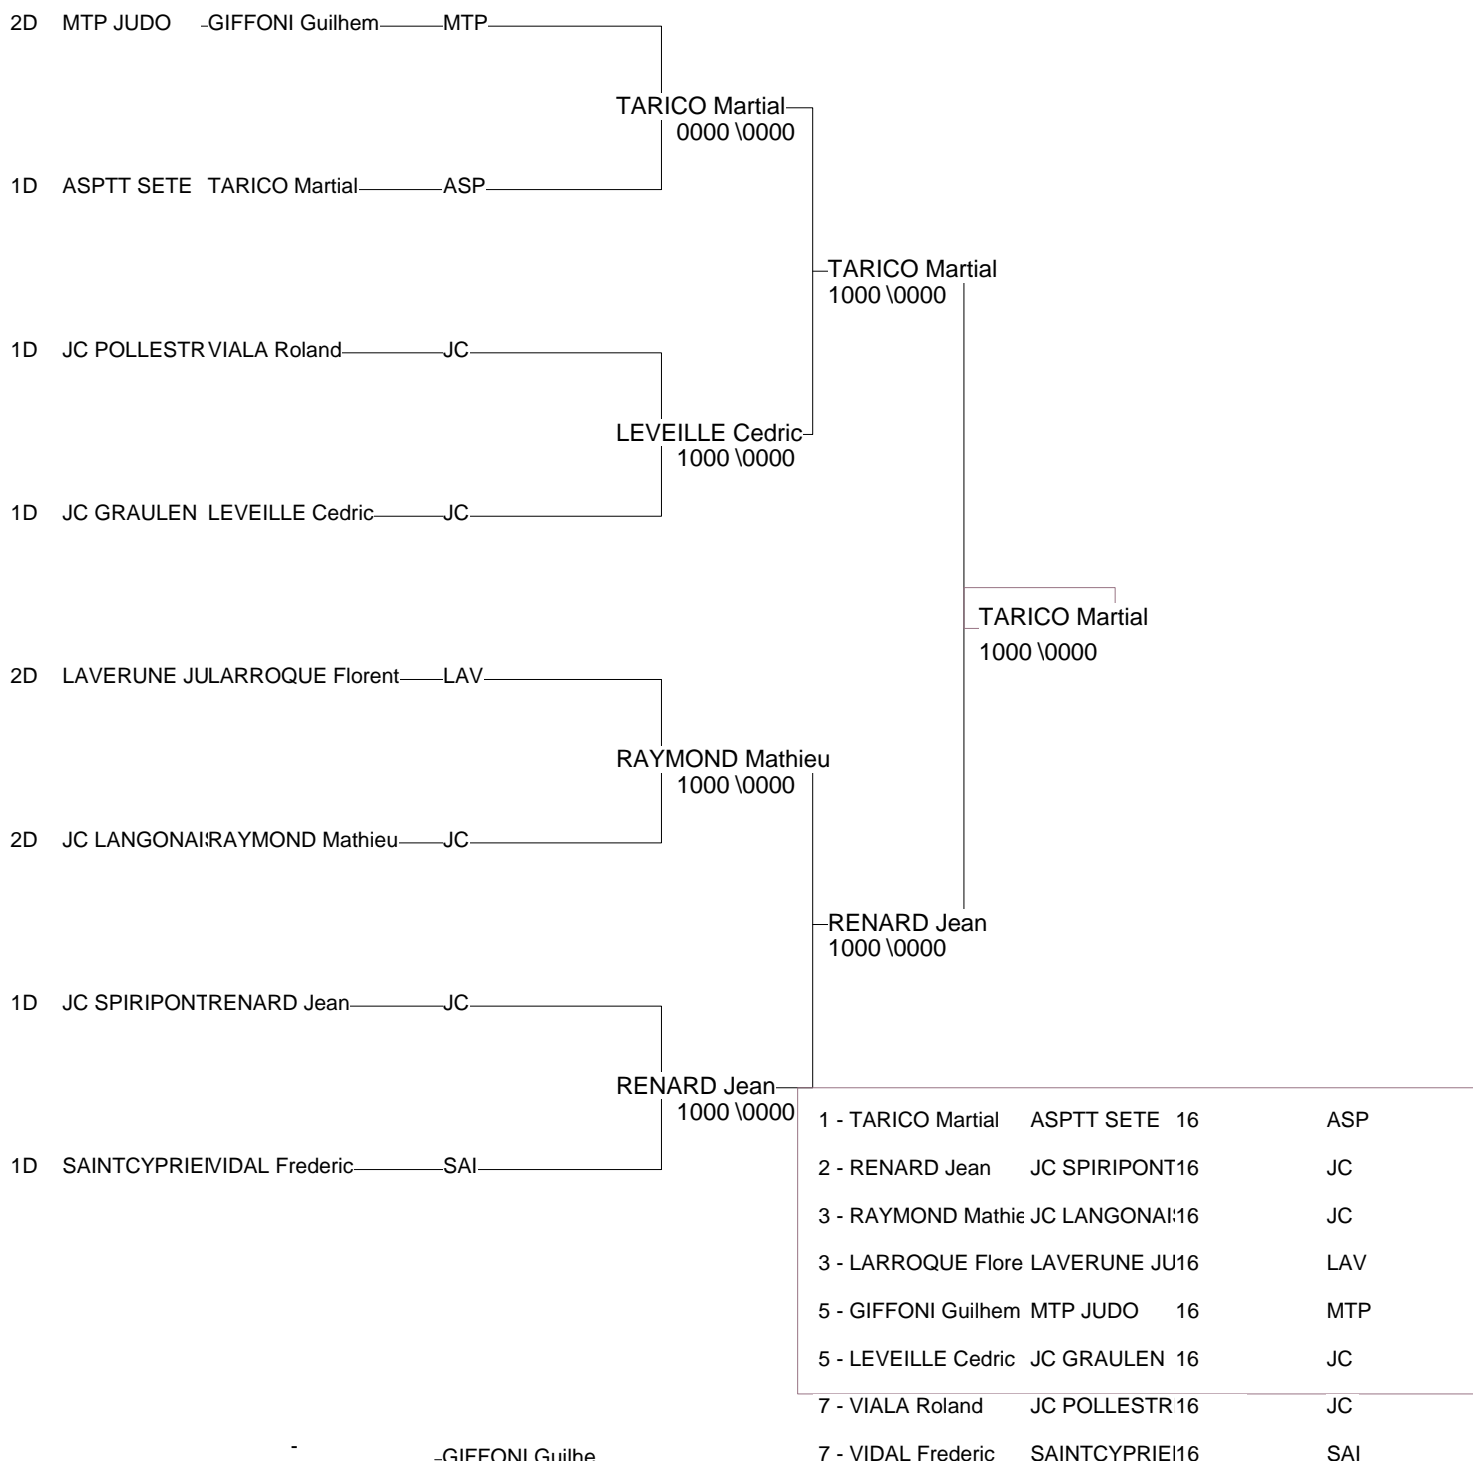 2D MTP JUDO -GIFFONI Guilhem MTP
TARICO Martial
0000 \0000
1D ASPTT SETE TARICO Martial ASP
TARICO Martial
1000 \0000
1D JC POLLESTR VIALA Roland JC
LEVEILLE Cedric
1000 \0000
1D JC GRAULEN LEVEILLE Cedric JC
TARICO Martial
1000 \0000
2D LAVERUNE JU LARROQUE Florent LAV
RAYMOND Mathieu
1000 \0000
2D JC LANGONAIS RAYMOND Mathieu JC
RENARD Jean
1000 \0000
1D JC SPIRIPONT RENARD Jean JC
RENARD Jean
1000 \0000
1D SAINTCYPRIEN VIDAL Frederic SAI
1 - TARICO Martial ASPTT SETE 16 ASP
2 - RENARD Jean JC SPIRIPONT 16 JC
3 - RAYMOND Mathie JC LANGONAIS 16 JC
3 - LARROQUE Flore LAVERUNE JU 16 LAV
5 - GIFFONI Guilhem MTP JUDO 16 MTP
5 - LEVEILLE Cedric JC GRAULEN 16 JC
7 - VIALA Roland JC POLLESTR 16 JC
7 - VIDAL Frederic SAINTCYPRIEN 16 SAI
-
GIFFONI Guilhe